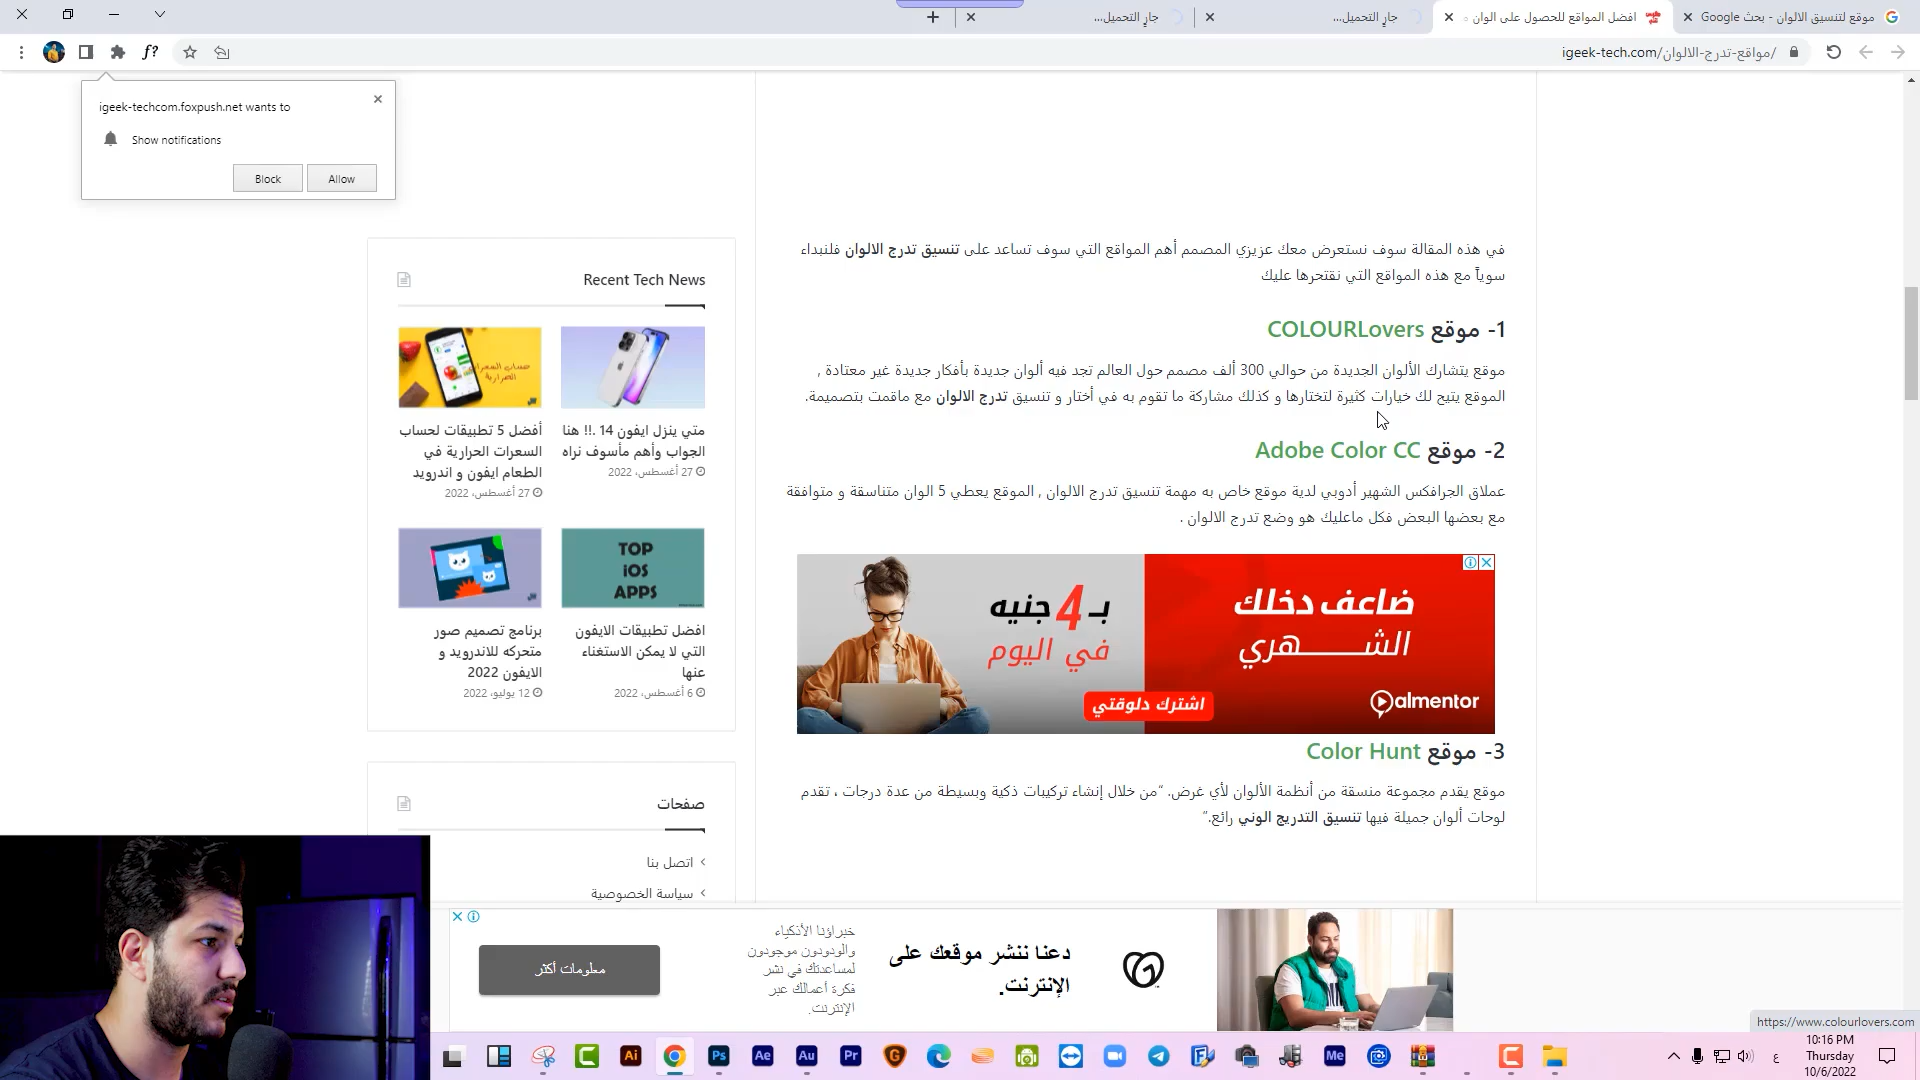 موقع لتنسيق الالوان - بحث Google
افضل المواقع للحصول على الوان
جارٍ التحميل...
جارٍ التحميل...
igeek-tech.com/مواقع-تدرج-الالوان/
igeek-techcom.foxpush.net wants to
Show notifications
Block
Allow
في هذه المقالة سوف نستعرض معك عزيزي المصمم أهم المواقع التي سوف تساعد على تنسيق تدرج الالوان فلنبداء
سوياً مع هذه المواقع التي نقتحرها عليك
1- موقع COLOURLovers
موقع يتشارك الألوان الجديدة من حوالي 300 ألف مصمم حول العالم تجد فيه ألوان جديدة بأفكار جديدة غير معتادة ,
الموقع يتيح لك خيارات كثيرة لتختارها و كذلك مشاركة ما تقوم به في أختار و تنسيق تدرج الالوان مع ماقمت بتصميمة.
2- موقع Adobe Color CC
عملاق الجرافكس الشهير أدوبي لدية موقع خاص به مهمة تنسيق تدرج الالوان , الموقع يعطي 5 الوان متناسقة و متوافقة
مع بعضها البعض فكل ماعليك هو وضع تدرج الالوان .
ضاعف دخلك
الشهري
بـ 4 جنيه
في اليوم
اشترك دلوقتي
almentor
3- موقع Color Hunt
موقع يقدم مجموعة منسقة من أنظمة الألوان لأي غرض. "من خلال إنشاء تركيبات ذكية وبسيطة من عدة درجات ، تقدم
لوحات ألوان جميلة فيها تنسيق التدريج الوني رائع."
Recent Tech News
متي ينزل ايفون 14 .!! هنا
الجواب وأهم مأسوف نراه
27 أغسطس، 2022
أفضل 5 تطبيقات لحساب
السعرات الحرارية في
الطعام ايفون و اندرويد
27 أغسطس، 2022
TOP
iOS
APPS
افضل تطبيقات الايفون
التي لا يمكن الاستغناء
عنها
6 أغسطس، 2022
برنامج تصميم صور
متحركه للاندرويد و
الايفون 2022
12 يوليو، 2022
صفحات
اتصل بنا
سياسة الخصوصية
دعنا ننشر موقعك على
الإنترنت.
خبراؤنا الأذكياء
والودودون موجودون
لمساعدتك في نشر
فكرة أعمالك عبر
الإنترنت.
معلومات أكثر
https://www.colourlovers.com
Ai
Ps
Ae
Au
Pr
Me
ع
10:16 PM
Thursday
10/6/2022